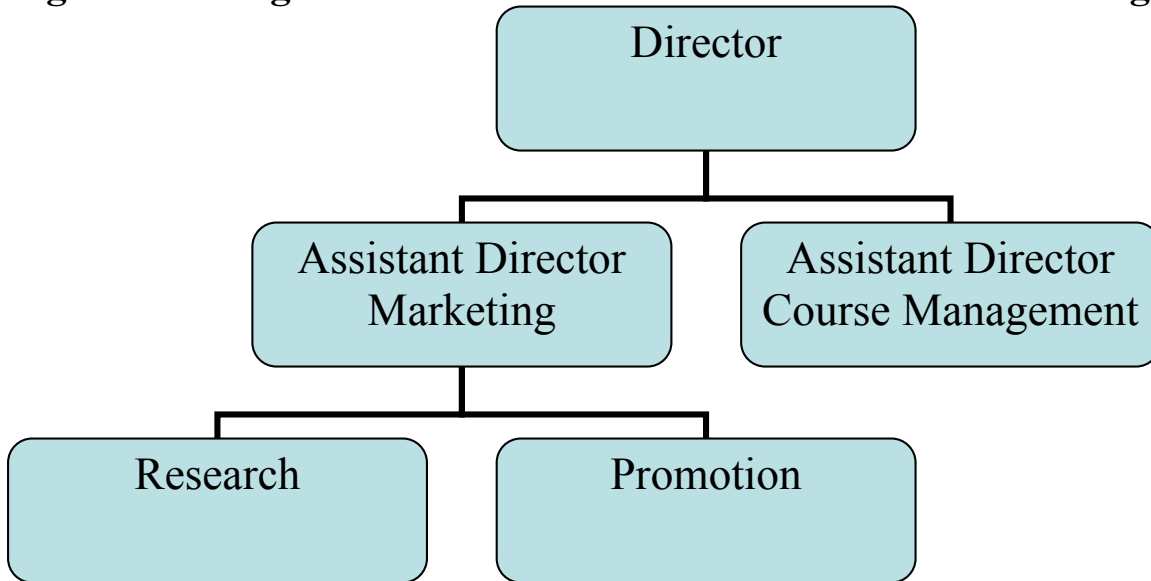 Director
Assistant Director
Marketing
Assistant Director
Course Management
Research
Promotion